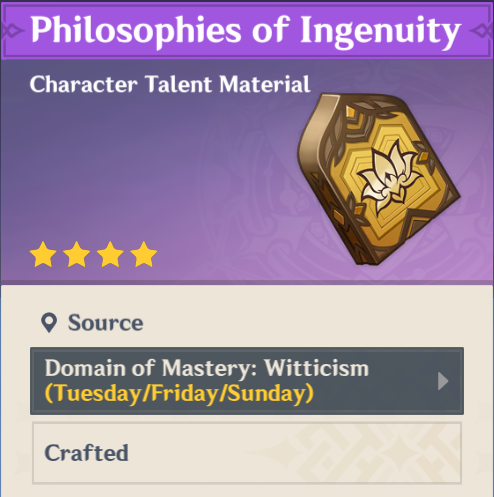 Philosophies of Ingenuity
Character Talent Material
Source
Domain of Mastery: Witticism
(Tuesday/Friday/Sunday)
Crafted